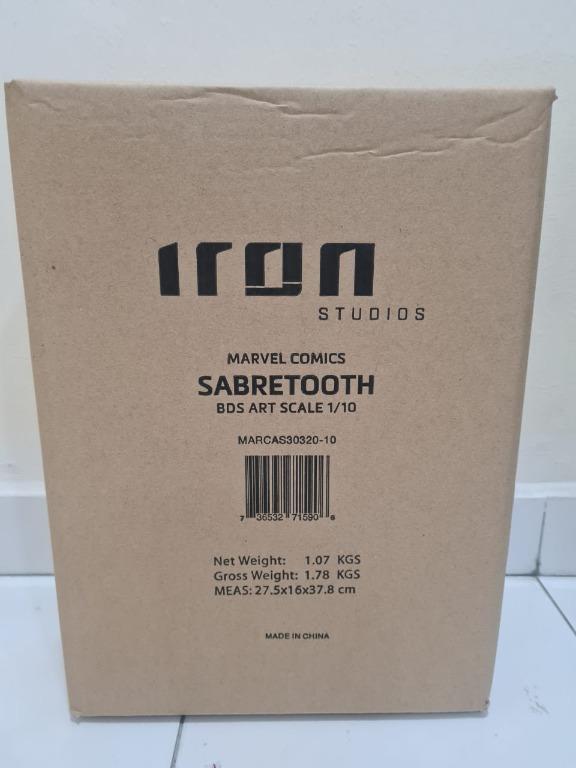 Iron
STUDIOS
MARVEL COMICS
SABRETOOTH
BDS ART SCALE 1/10
MARCAS30320-10
7 36532 71590 6
Net Weight: 1.07 KGS
Gross Weight: 1.78 KGS
MEAS: 27.5x16x37.8 cm
MADE IN CHINA